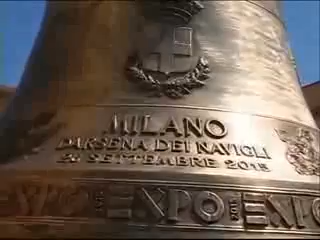 MILANO
DARSENA DEI NAVIGLI
26 SETTEMBRE 2015
EXPO EXPO EXPO